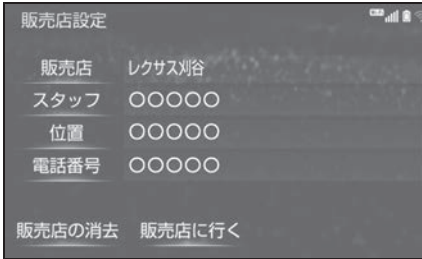 販売店設定
販売店 レクサス刈谷
スタッフ ○○○○○
位置 ○○○○○
電話番号 ○○○○○
販売店の消去 販売店に行く